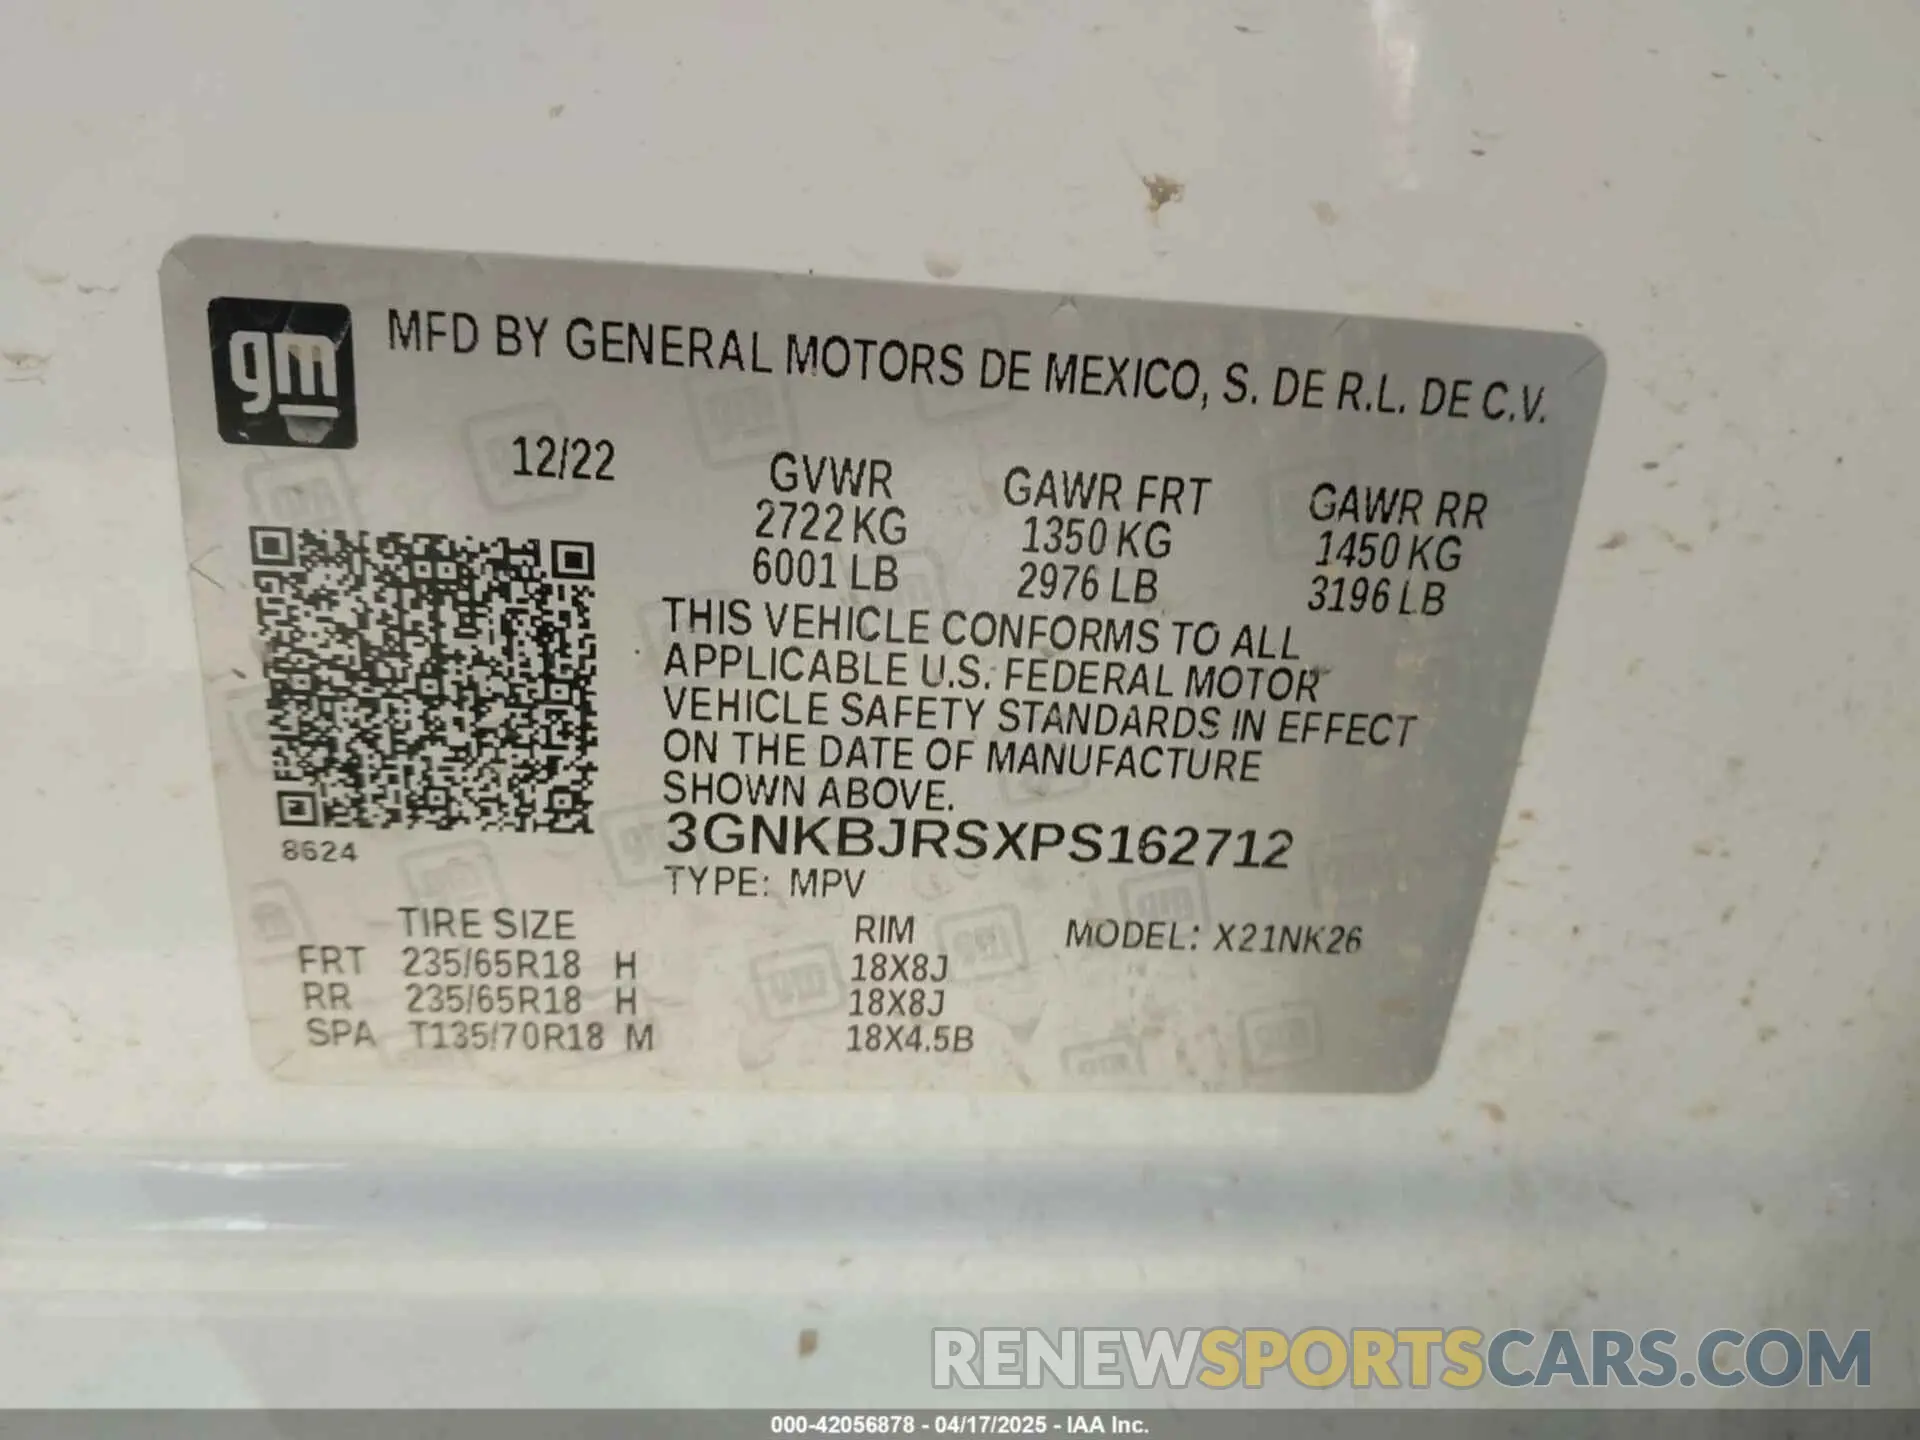 gm
MFD BY GENERAL MOTORS DE MEXICO, S. DE R.L. DE C.V.
12/22
GVWR GAWR FRT GAWR RR
2722 KG 1350 KG 1450 KG
6001 LB 2976 LB 3196 LB
THIS VEHICLE CONFORMS TO ALL
APPLICABLE U.S. FEDERAL MOTOR
VEHICLE SAFETY STANDARDS IN EFFECT
ON THE DATE OF MANUFACTURE
SHOWN ABOVE.
3GNKBJRSXPS162712
8624
TYPE: MPV
TIRE SIZE RIM MODEL: X21NK26
FRT 235/65R18 H 18X8J
RR 235/65R18 H 18X8J
SPA T135/70R18 M 18X4.5B
RENEWSPORTSCARS.COM
000-42056878 - 04/17/2025 - IAA Inc.